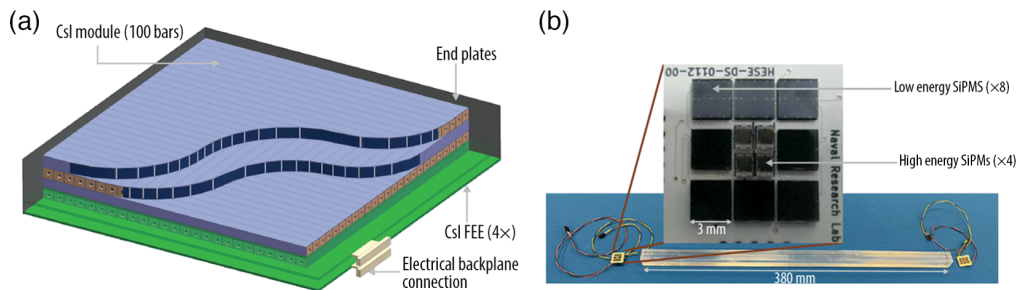 (a)
CsI module (100 bars)
End plates
CsI FEE (4×)
Electrical backplane
connection
(b)
HESE-DS-0112-00
Low energy SiPMS (×8)
High energy SiPMs (×4)
Naval Research Lab
3 mm
380 mm